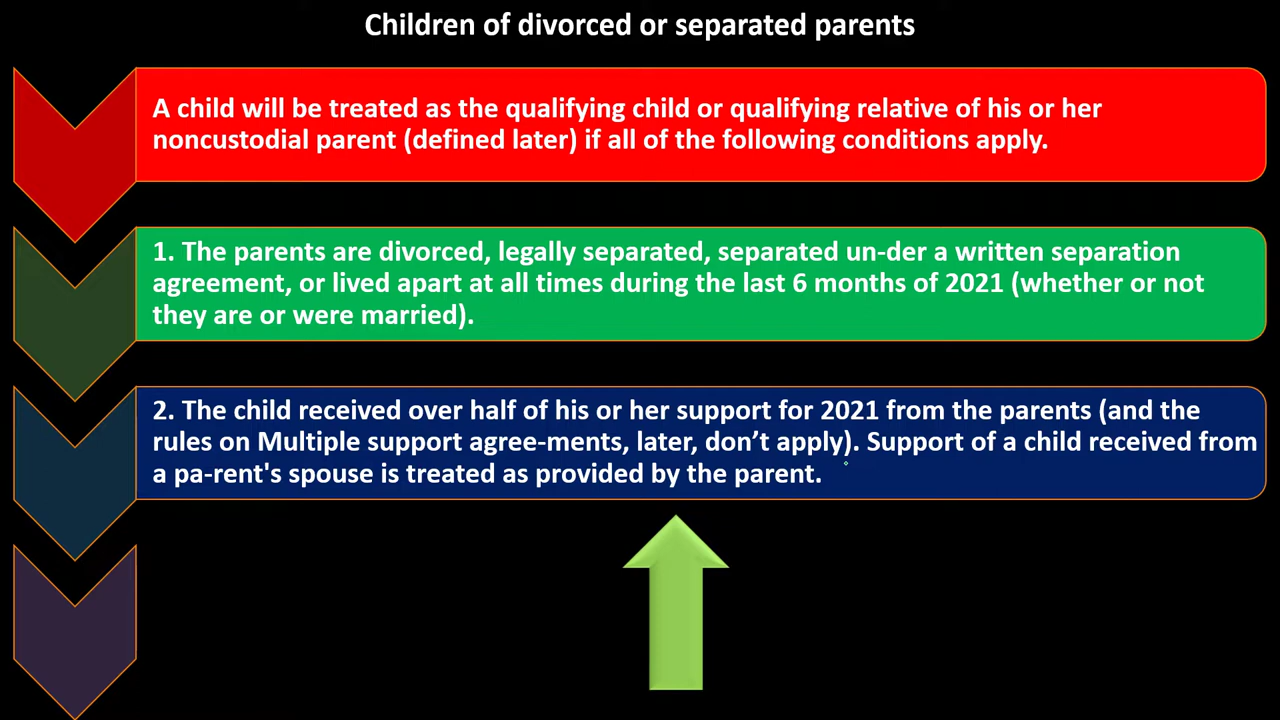 Children of divorced or separated parents
A child will be treated as the qualifying child or qualifying relative of his or her
noncustodial parent (defined later) if all of the following conditions apply.
1. The parents are divorced, legally separated, separated un-der a written separation
agreement, or lived apart at all times during the last 6 months of 2021 (whether or not
they are or were married).
2. The child received over half of his or her support for 2021 from the parents (and the
rules on Multiple support agree-ments, later, don’t apply). Support of a child received from
a pa-rent's spouse is treated as provided by the parent.